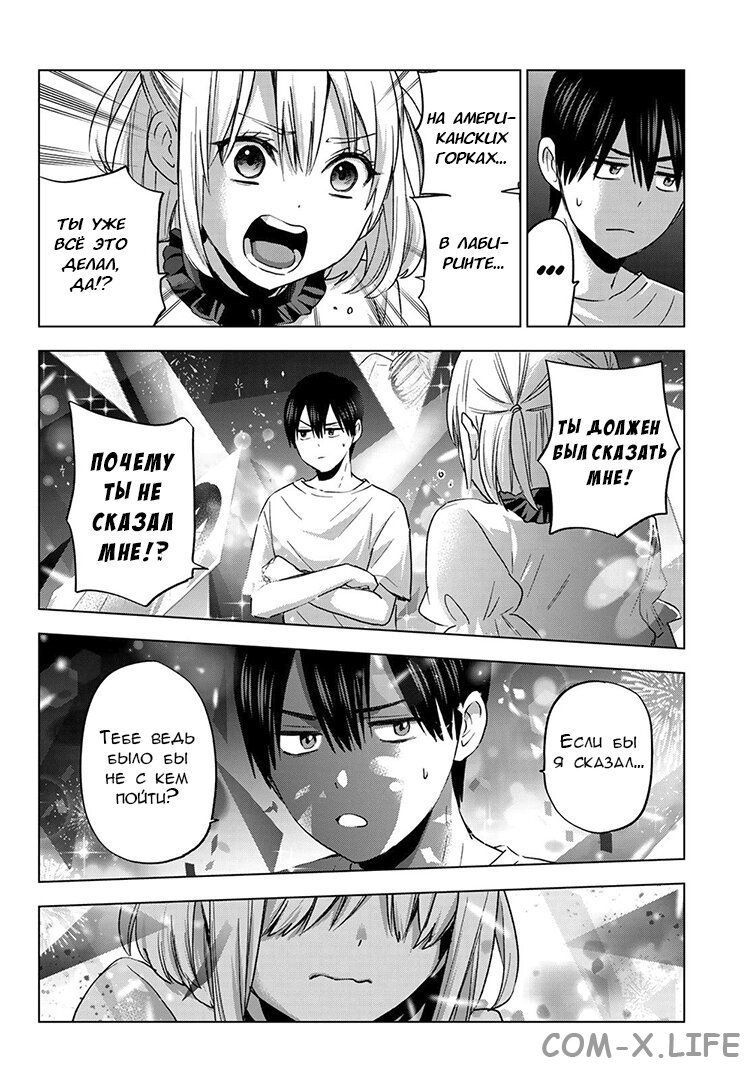 ...
НА АМЕРИ-
КАНСКИХ
ГОРКАХ...
В ЛАБИ-
РИНТЕ...
ТЫ УЖЕ
ВСЁ ЭТО
ДЕЛАЛ,
ДА!?
ТЫ ДОЛЖЕН
БЫЛ СКАЗАТЬ
МНЕ!
ПОЧЕМУ
ТЫ НЕ
СКАЗАЛ
МНЕ!?
ЕСЛИ БЫ
Я СКАЗАЛ...
ТЕБЕ ВЕДЬ
БЫЛО БЫ
НЕ С КЕМ
ПОЙТИ?
COM-X.LIFE